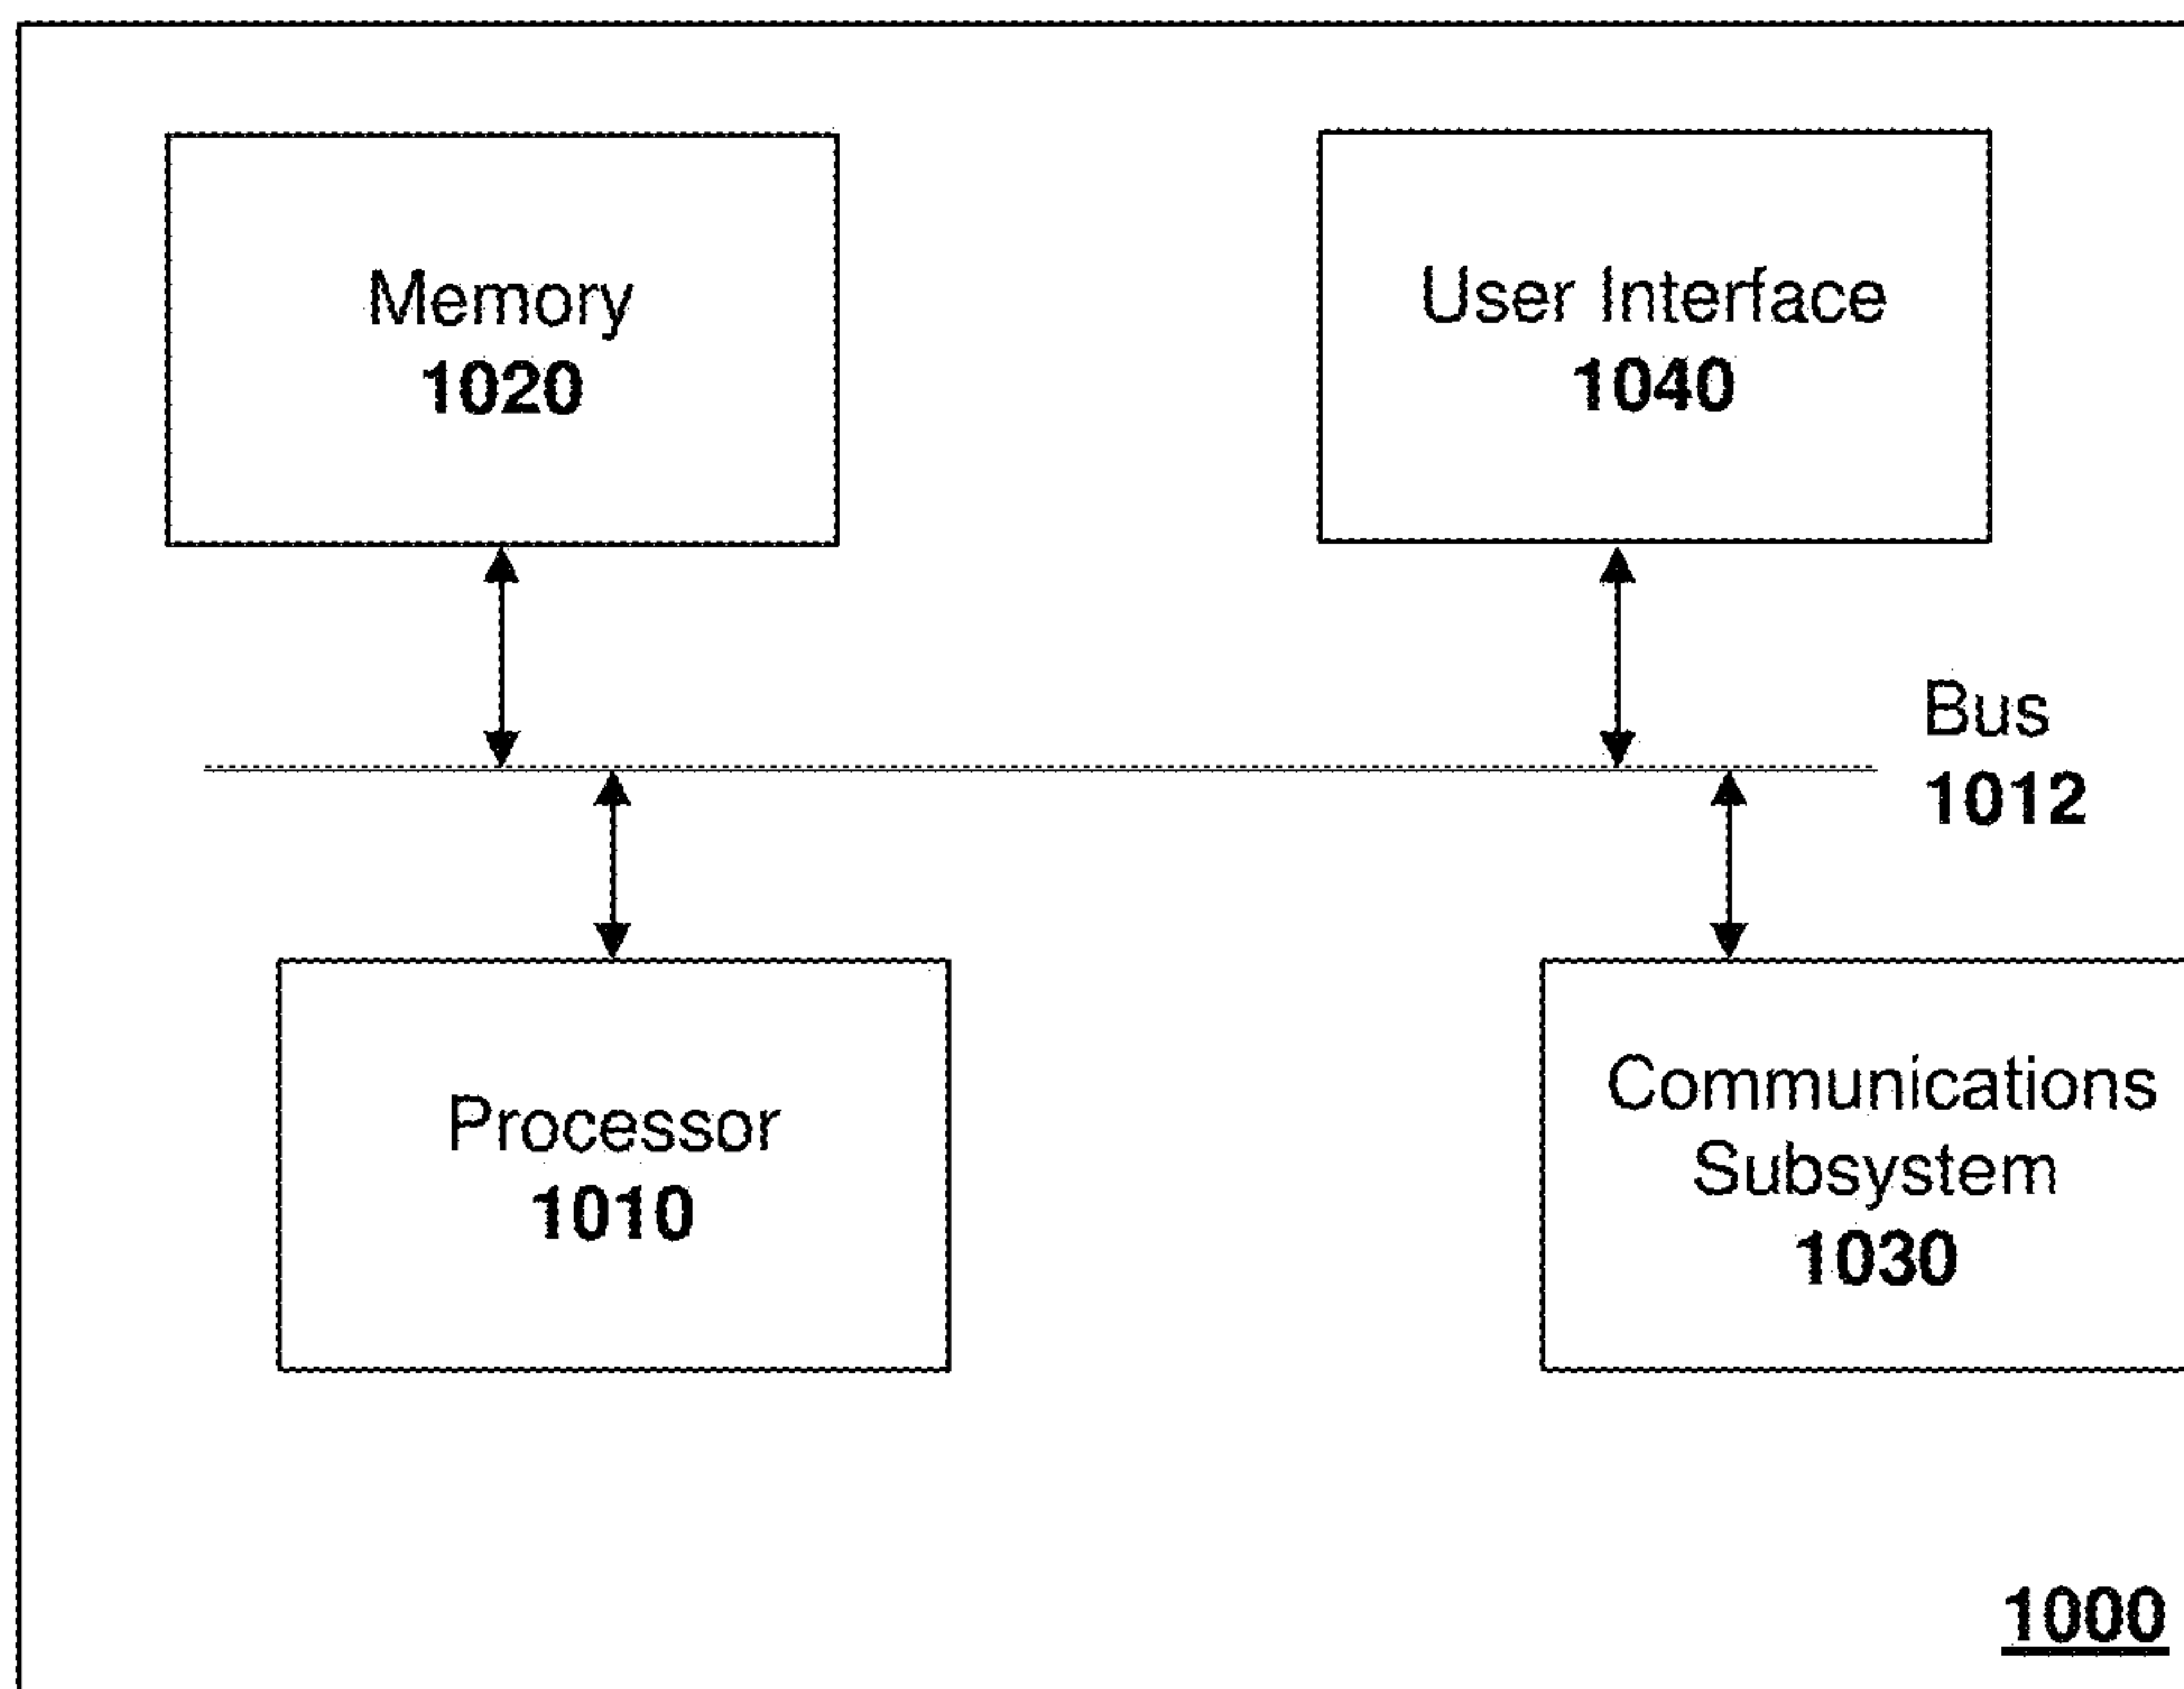 Memory
1020
User Interface
1040
Bus
1012
Processor
1010
Communications
Subsystem
1030
1000